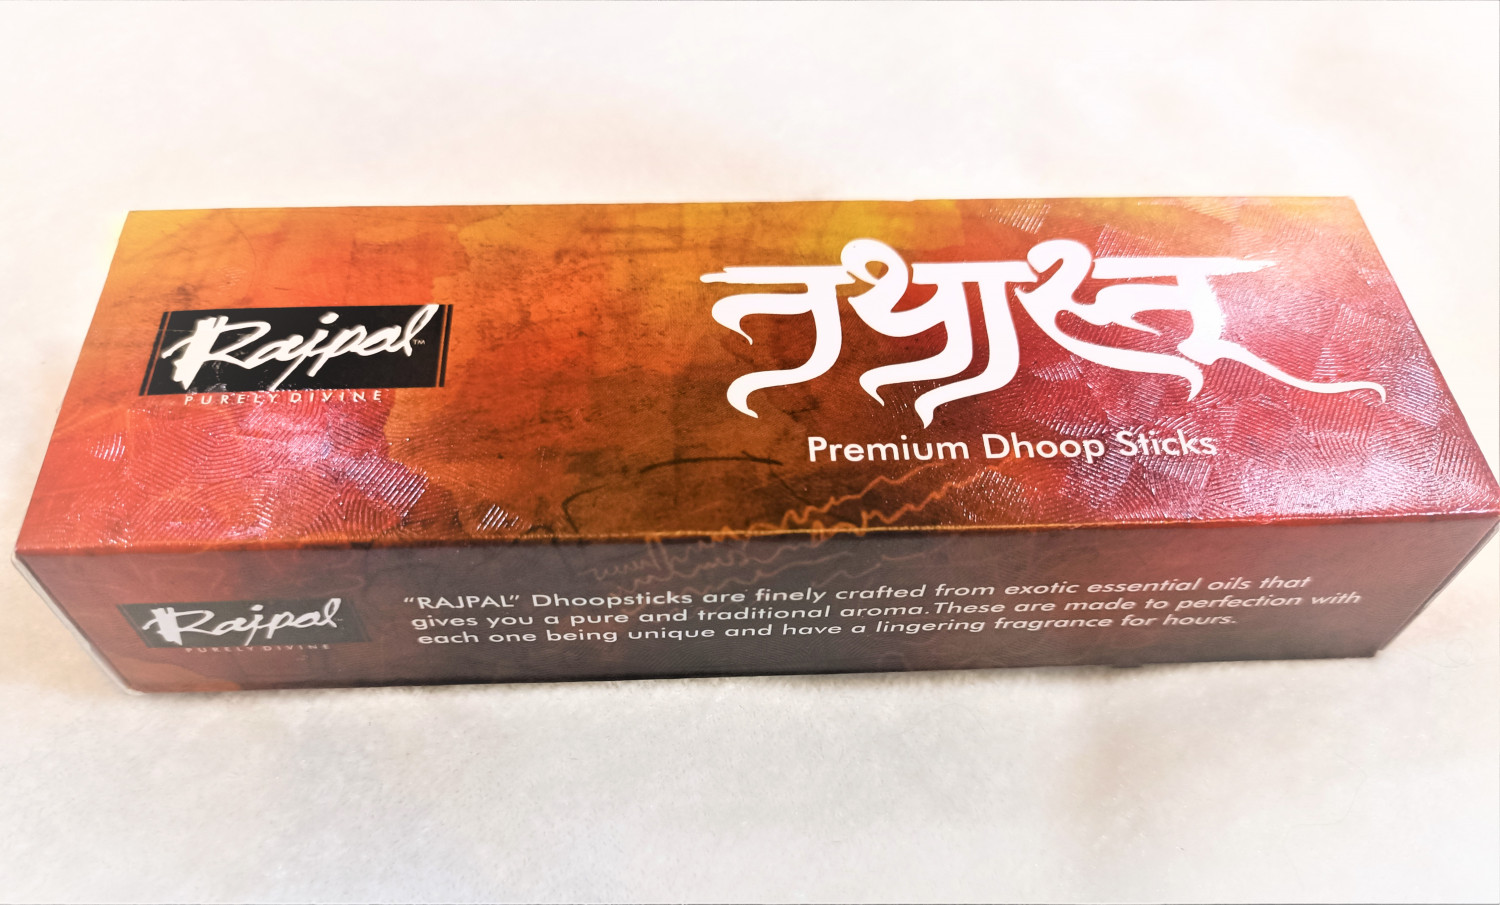 Rajpal™
PURELY DIVINE
तथास्तू
Premium Dhoop Sticks
Rajpal
PURELY DIVINE
"RAJPAL" Dhoopsticks are finely crafted from exotic essential oils that
gives you a pure and traditional aroma.These are made to perfection with
each one being unique and have a lingering fragrance for hours.